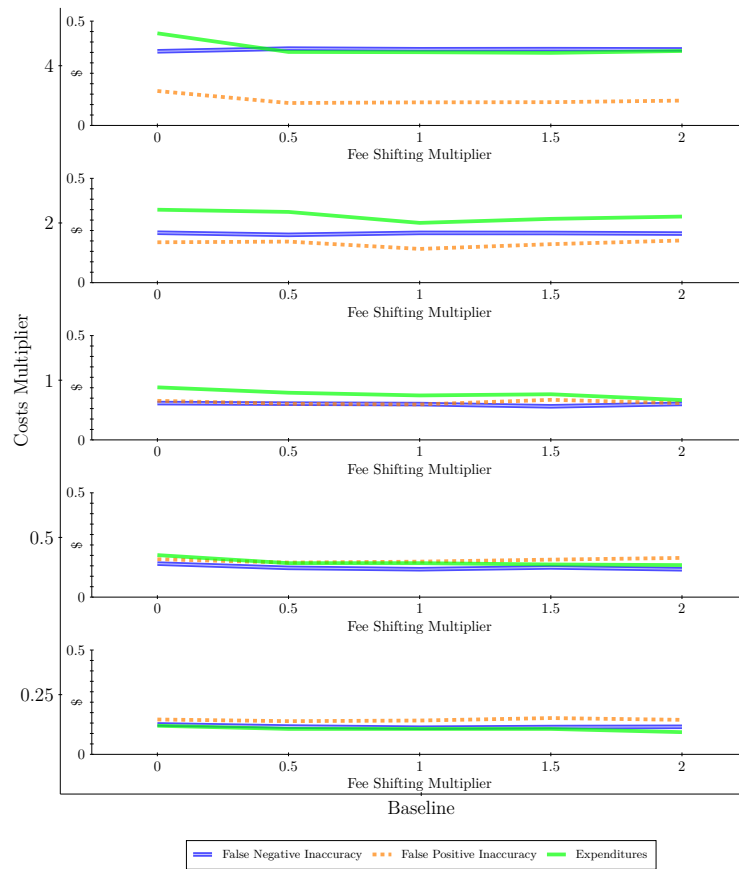 Costs Multiplier
4
0.5
$
0
0 0.5 1 1.5 2
Fee Shifting Multiplier
2
0.5
$
0
0 0.5 1 1.5 2
Fee Shifting Multiplier
1
0.5
$
0
0 0.5 1 1.5 2
Fee Shifting Multiplier
0.5
0.5
$
0
0 0.5 1 1.5 2
Fee Shifting Multiplier
0.25
0.5
$
0
0 0.5 1 1.5 2
Fee Shifting Multiplier
Baseline
False Negative Inaccuracy False Positive Inaccuracy Expenditures